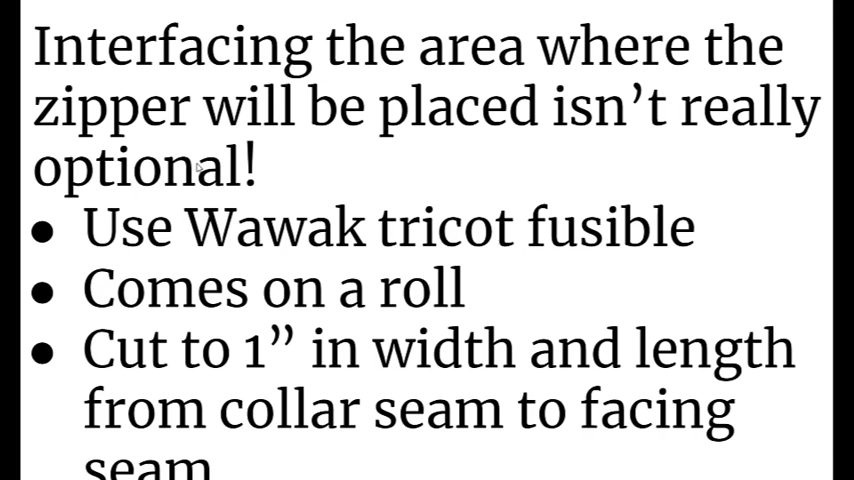 Interfacing the area where the
zipper will be placed isn’t really
optional!
● Use Wawak tricot fusible
● Comes on a roll
● Cut to 1” in width and length
from collar seam to facing
seam